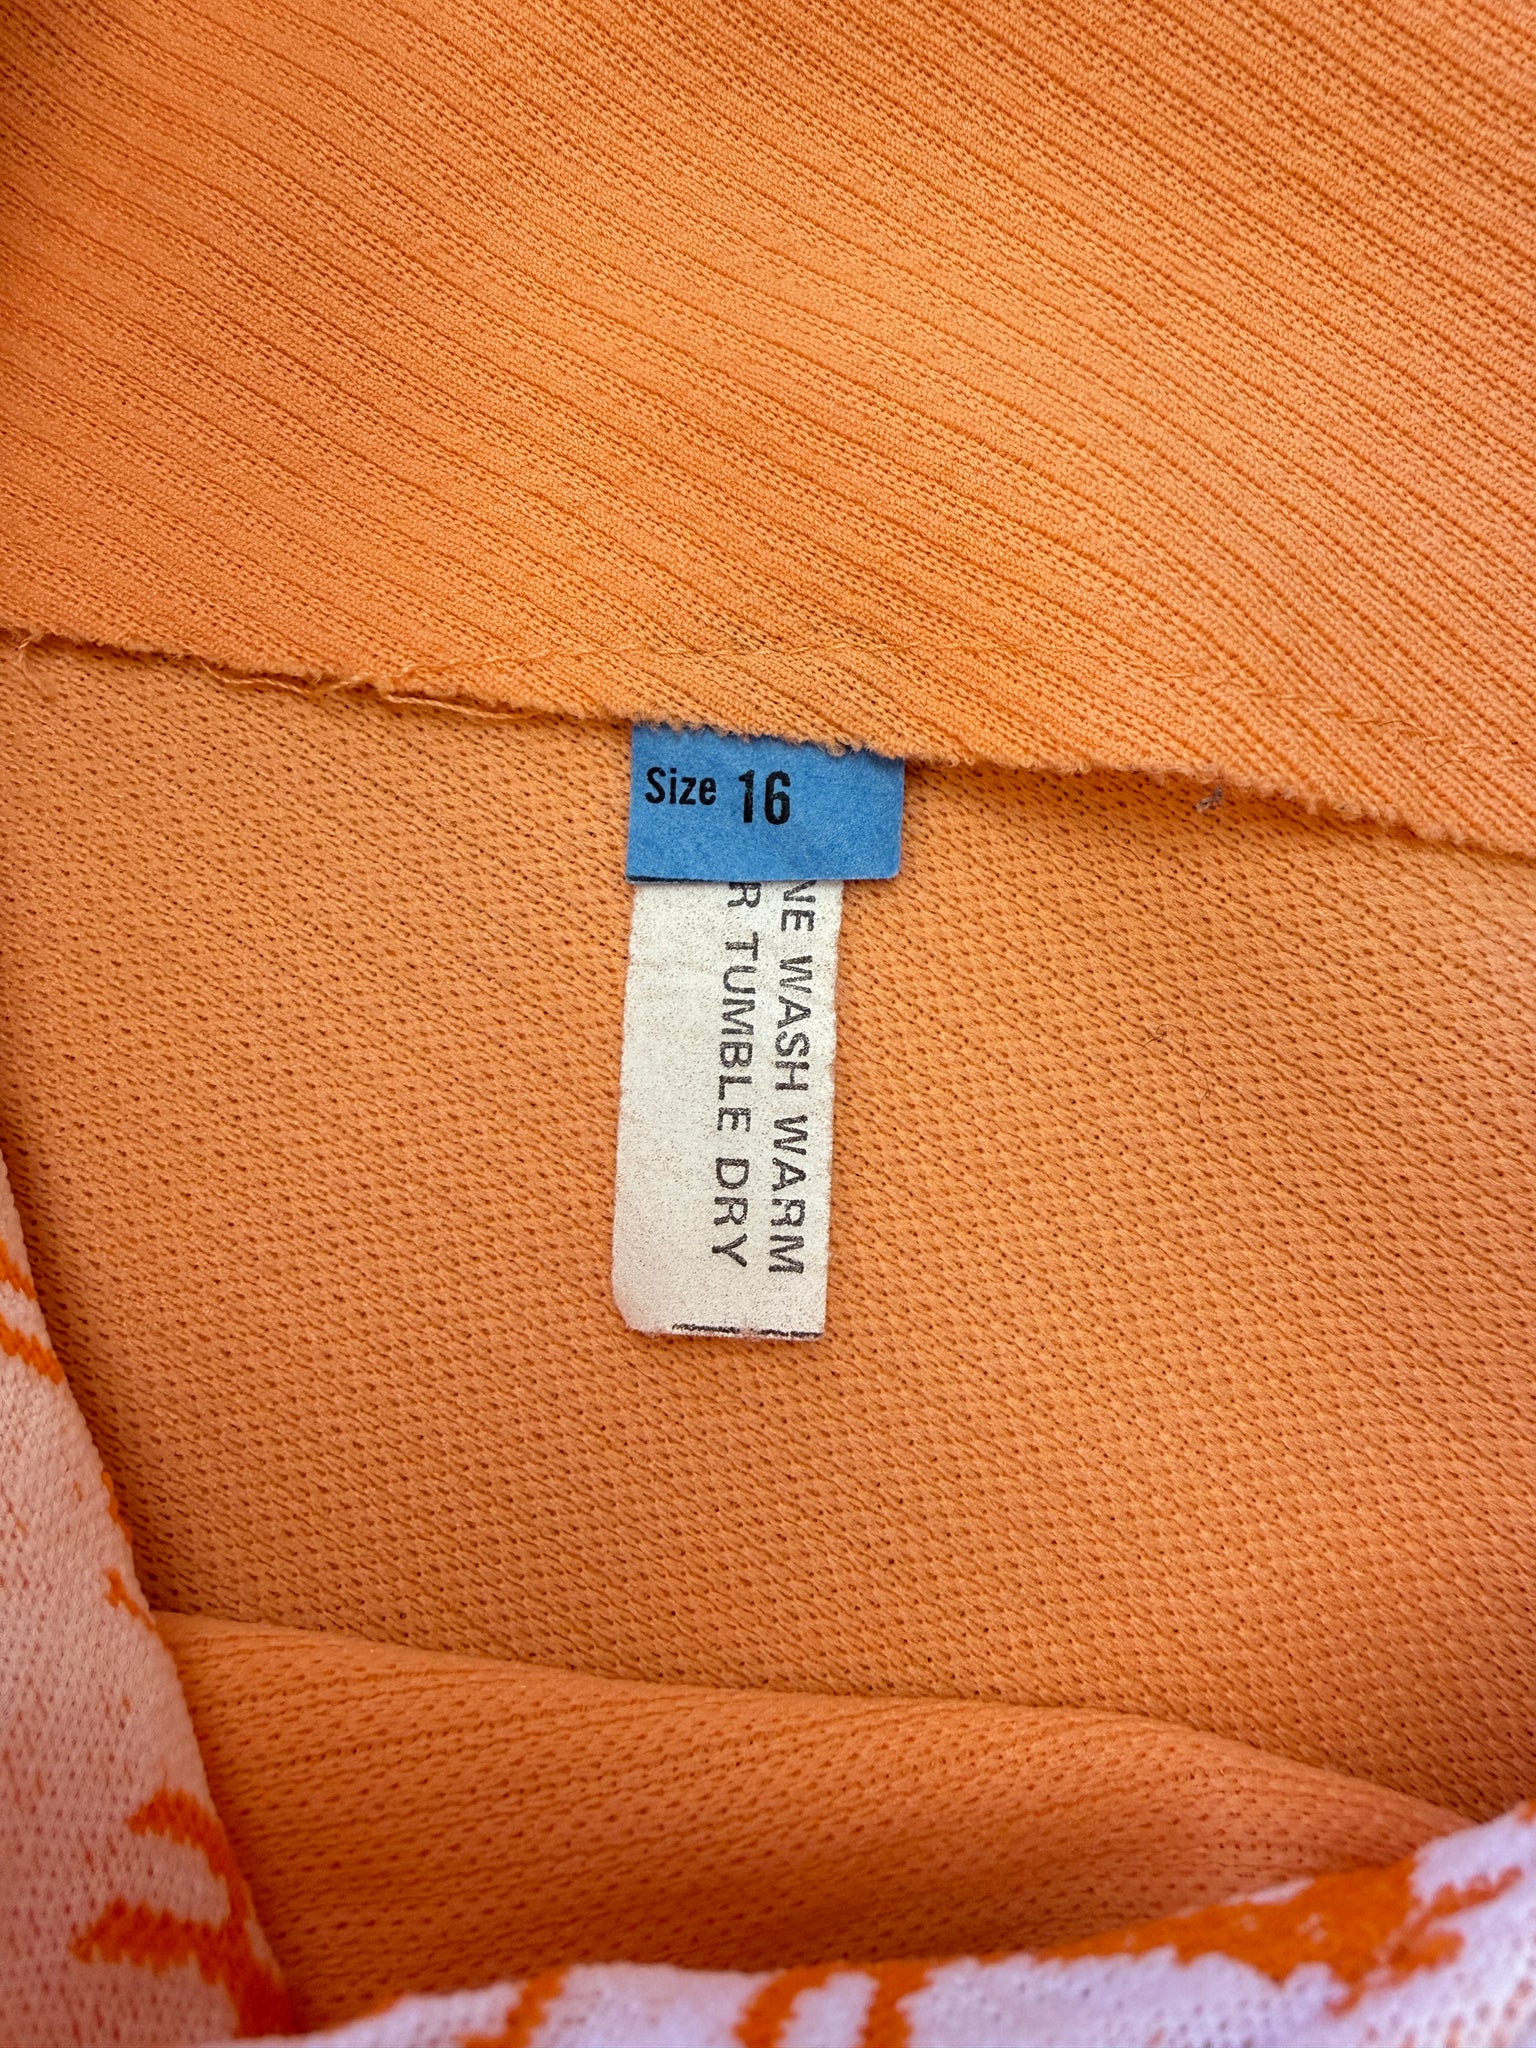 Size 16
NE WASH WARM
R TUMBLE DRY